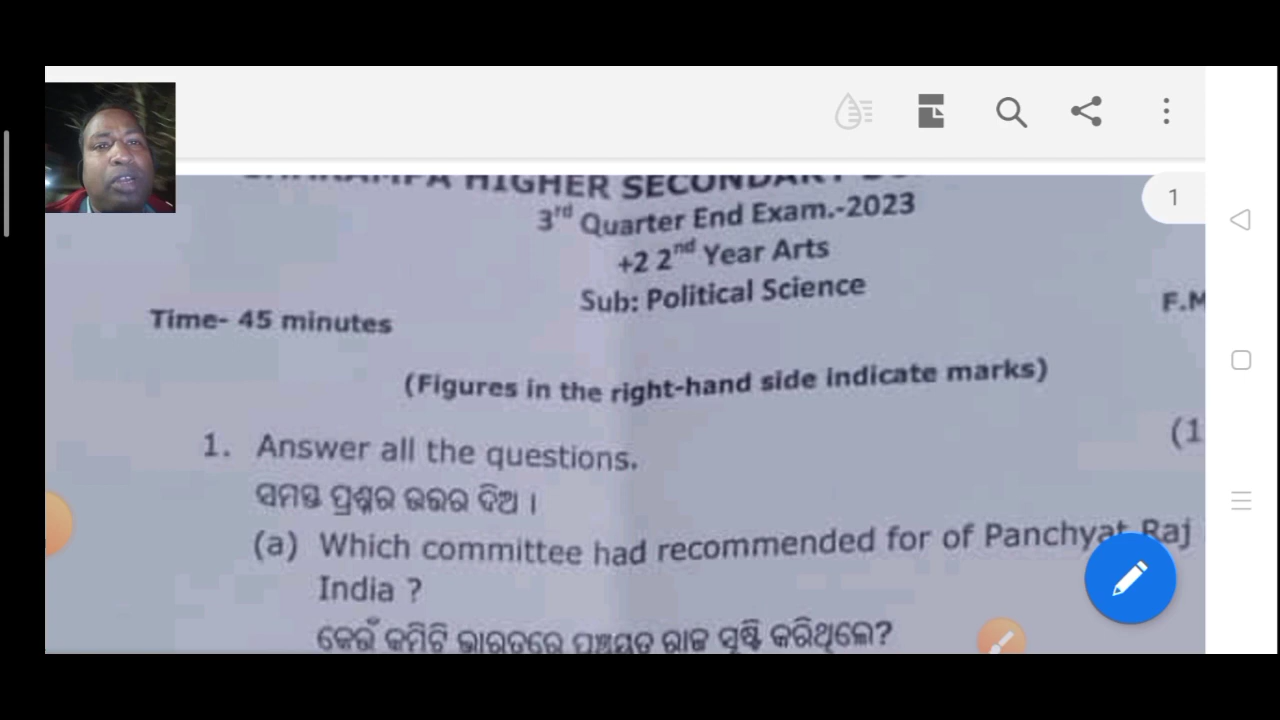 HIGHER SECONDARY
1
3rd Quarter End Exam.-2023
+2 2nd Year Arts
Sub: Political Science
Time- 45 minutes
F.M
(Figures in the right-hand side indicate marks)
1. Answer all the questions. (1
ସମସ୍ତ ପ୍ରଶ୍ନର ଉତ୍ତର ଦିଅ ।
(a) Which committee had recommended for of Panchyat Raj
India ?
କେଉଁ କମିଟି ଭାରତରେ ପଞ୍ଚାୟତ ରାଜ ସୃଷ୍ଟି କରିଥିଲେ?